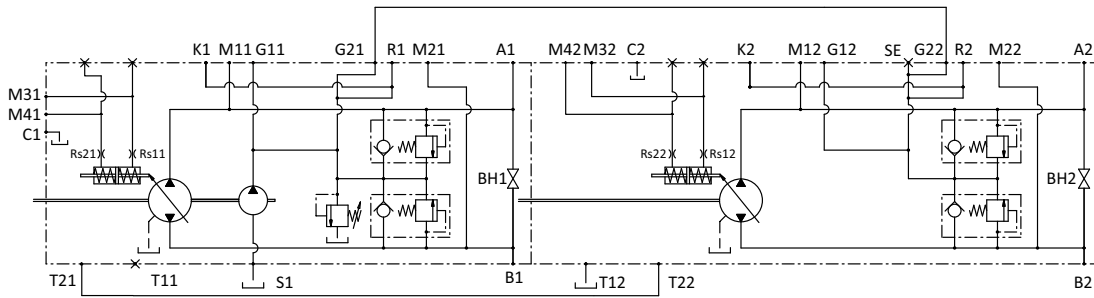 K1 M11 G11 G21 R1 M21 A1 M42 M32 C2 K2 M12 G12 SE G22 R2 M22 A2
M31
M41
C1
Rs21 Rs11 Rs22 Rs12
BH1 BH2
T21 T11 S1 B1 T12 T22 B2